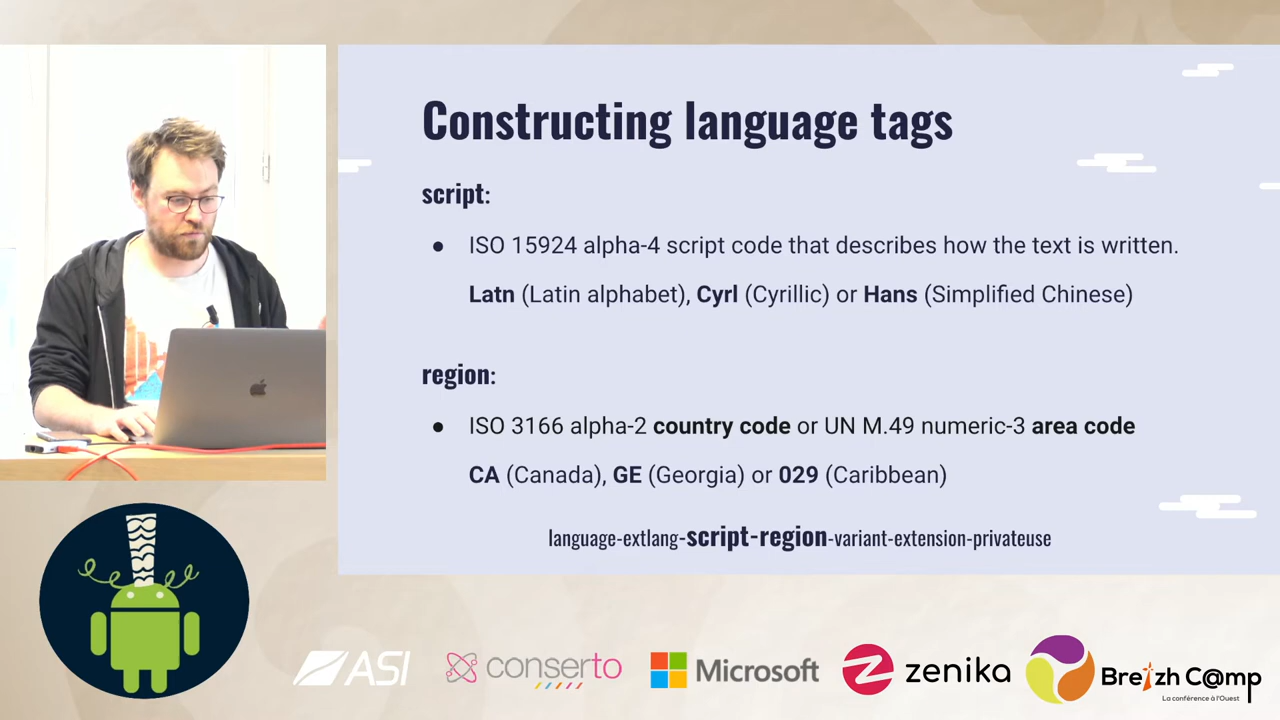 Constructing language tags
script:
● ISO 15924 alpha-4 script code that describes how the text is written.
Latn (Latin alphabet), Cyrl (Cyrillic) or Hans (Simplified Chinese)
region:
● ISO 3166 alpha-2 country code or UN M.49 numeric-3 area code
CA (Canada), GE (Georgia) or 029 (Caribbean)
language-extlang-script-region-variant-extension-privateuse
ASI
conserto
Microsoft
zenika
Breizh C@mp
La conférence à l'Ouest